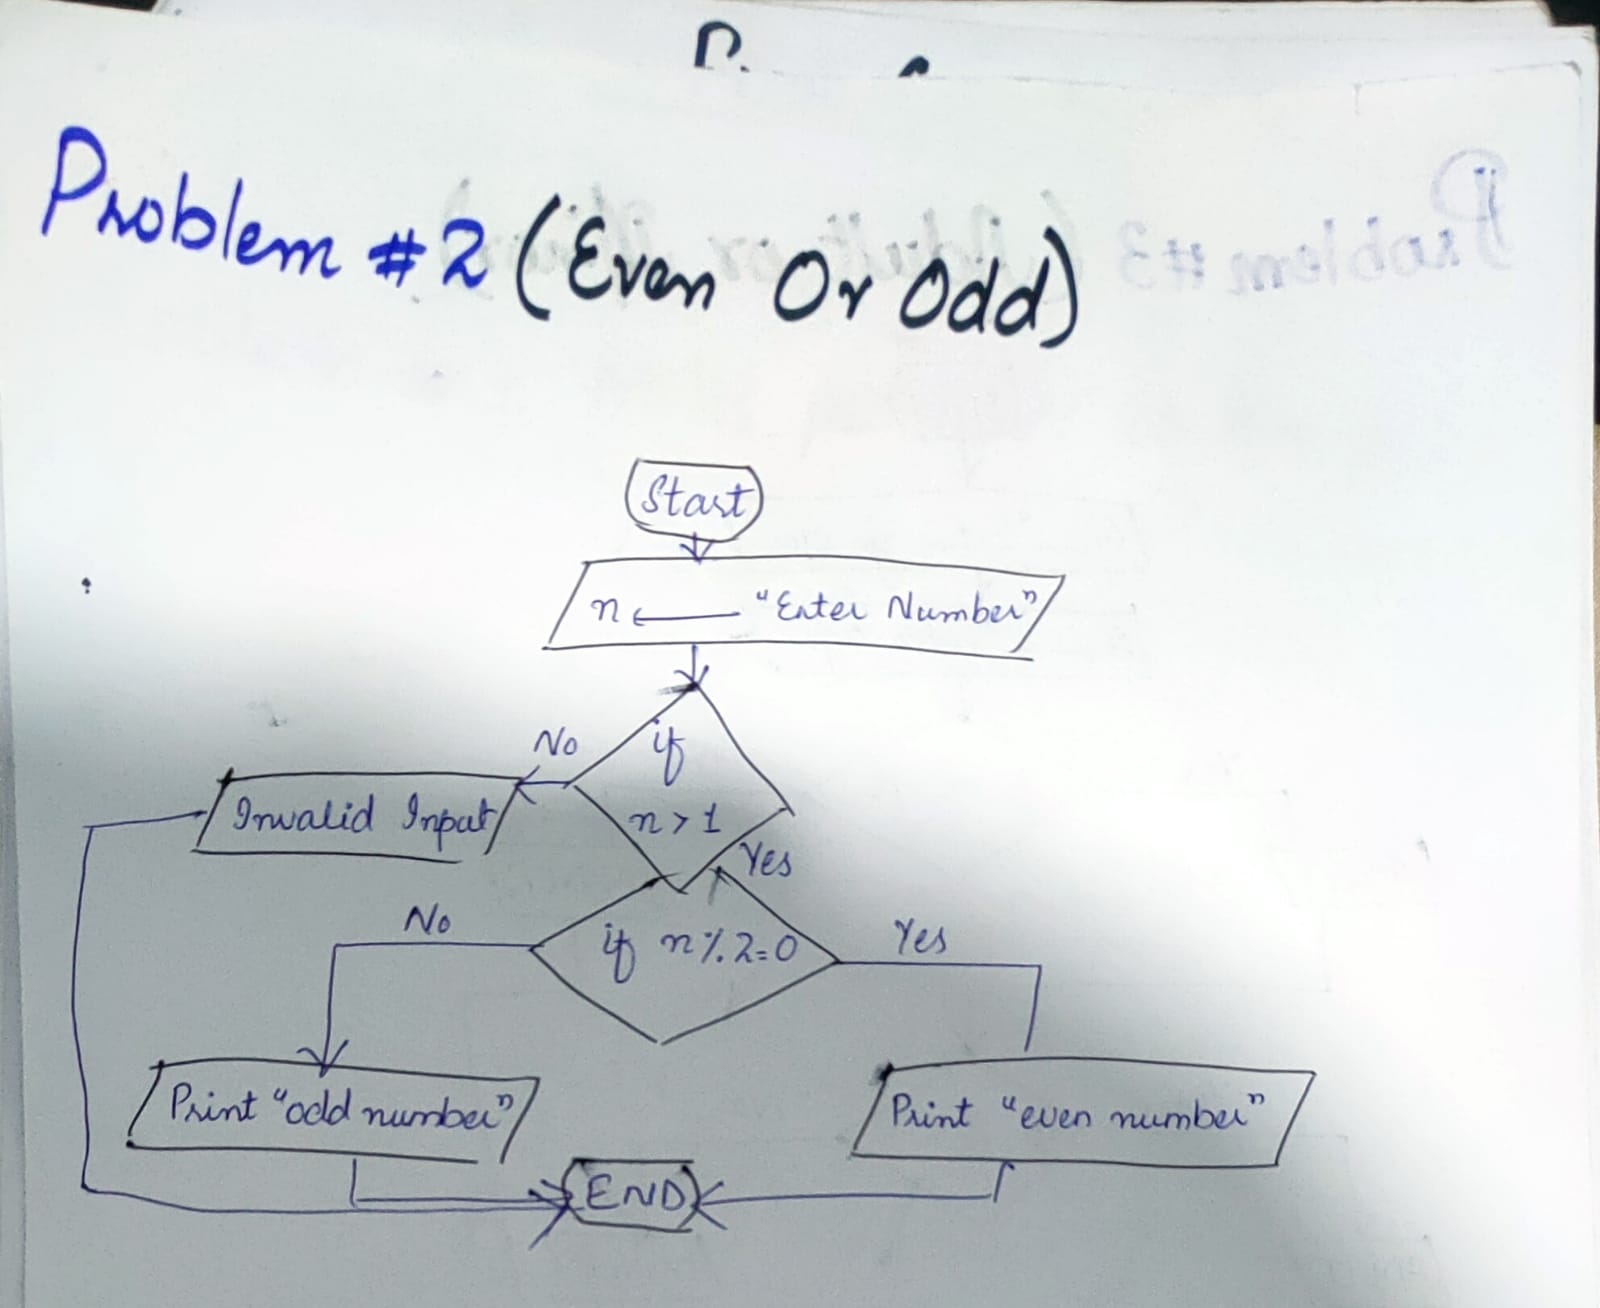 Problem #2 (Even Or Odd)
Start
n ← "Enter Number"
if
n > 1
No
Invalid Input
Yes
if n % 2 = 0
No
Yes
Print "odd number"
Print "even number"
END